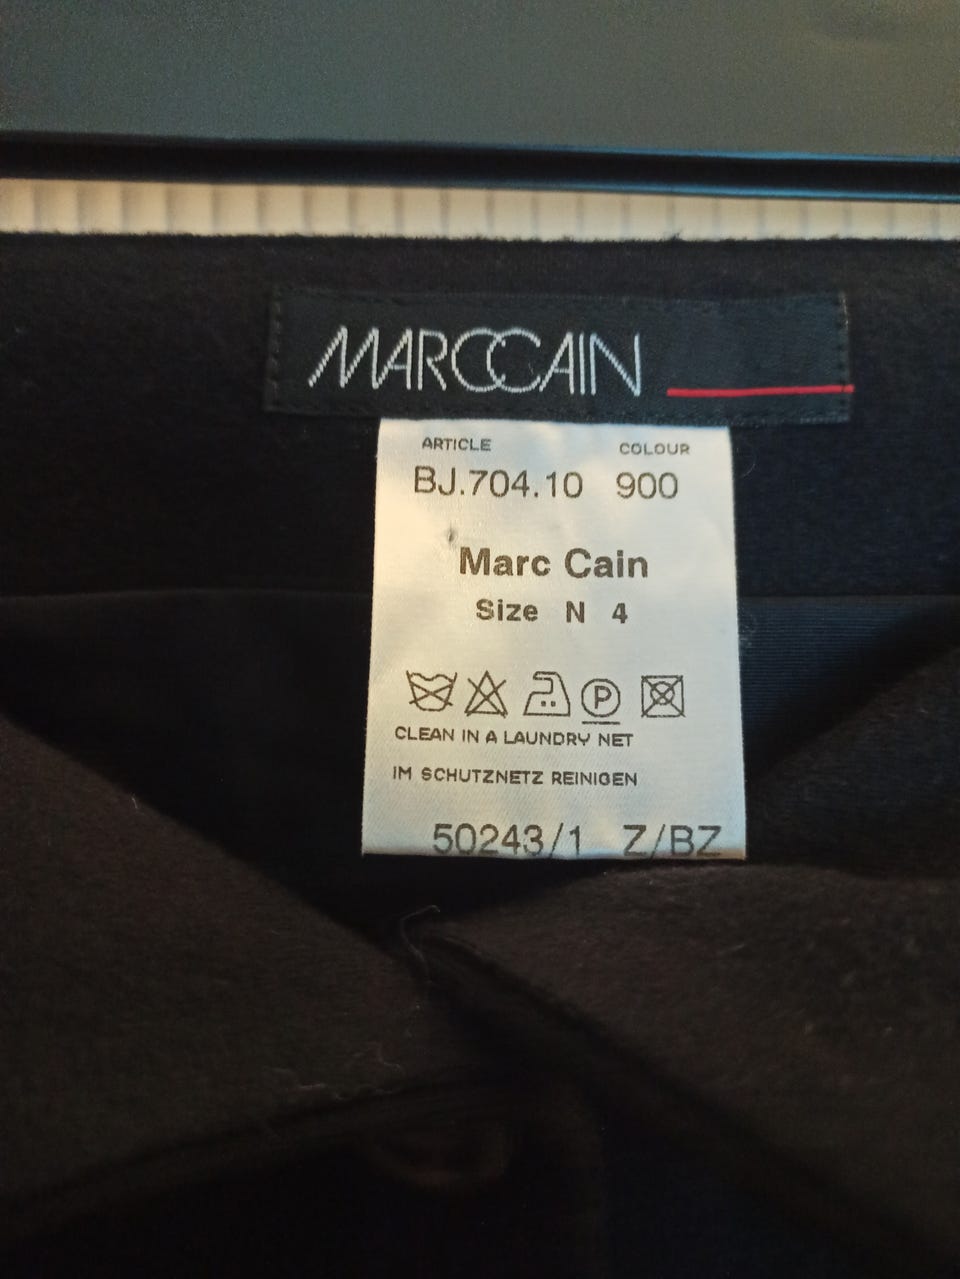 MARCCAIN
ARTICLE COLOUR
BJ.704.10 900
Marc Cain
Size N 4
P
CLEAN IN A LAUNDRY NET
IM SCHUTZNETZ REINIGEN
50243/1 Z/BZ